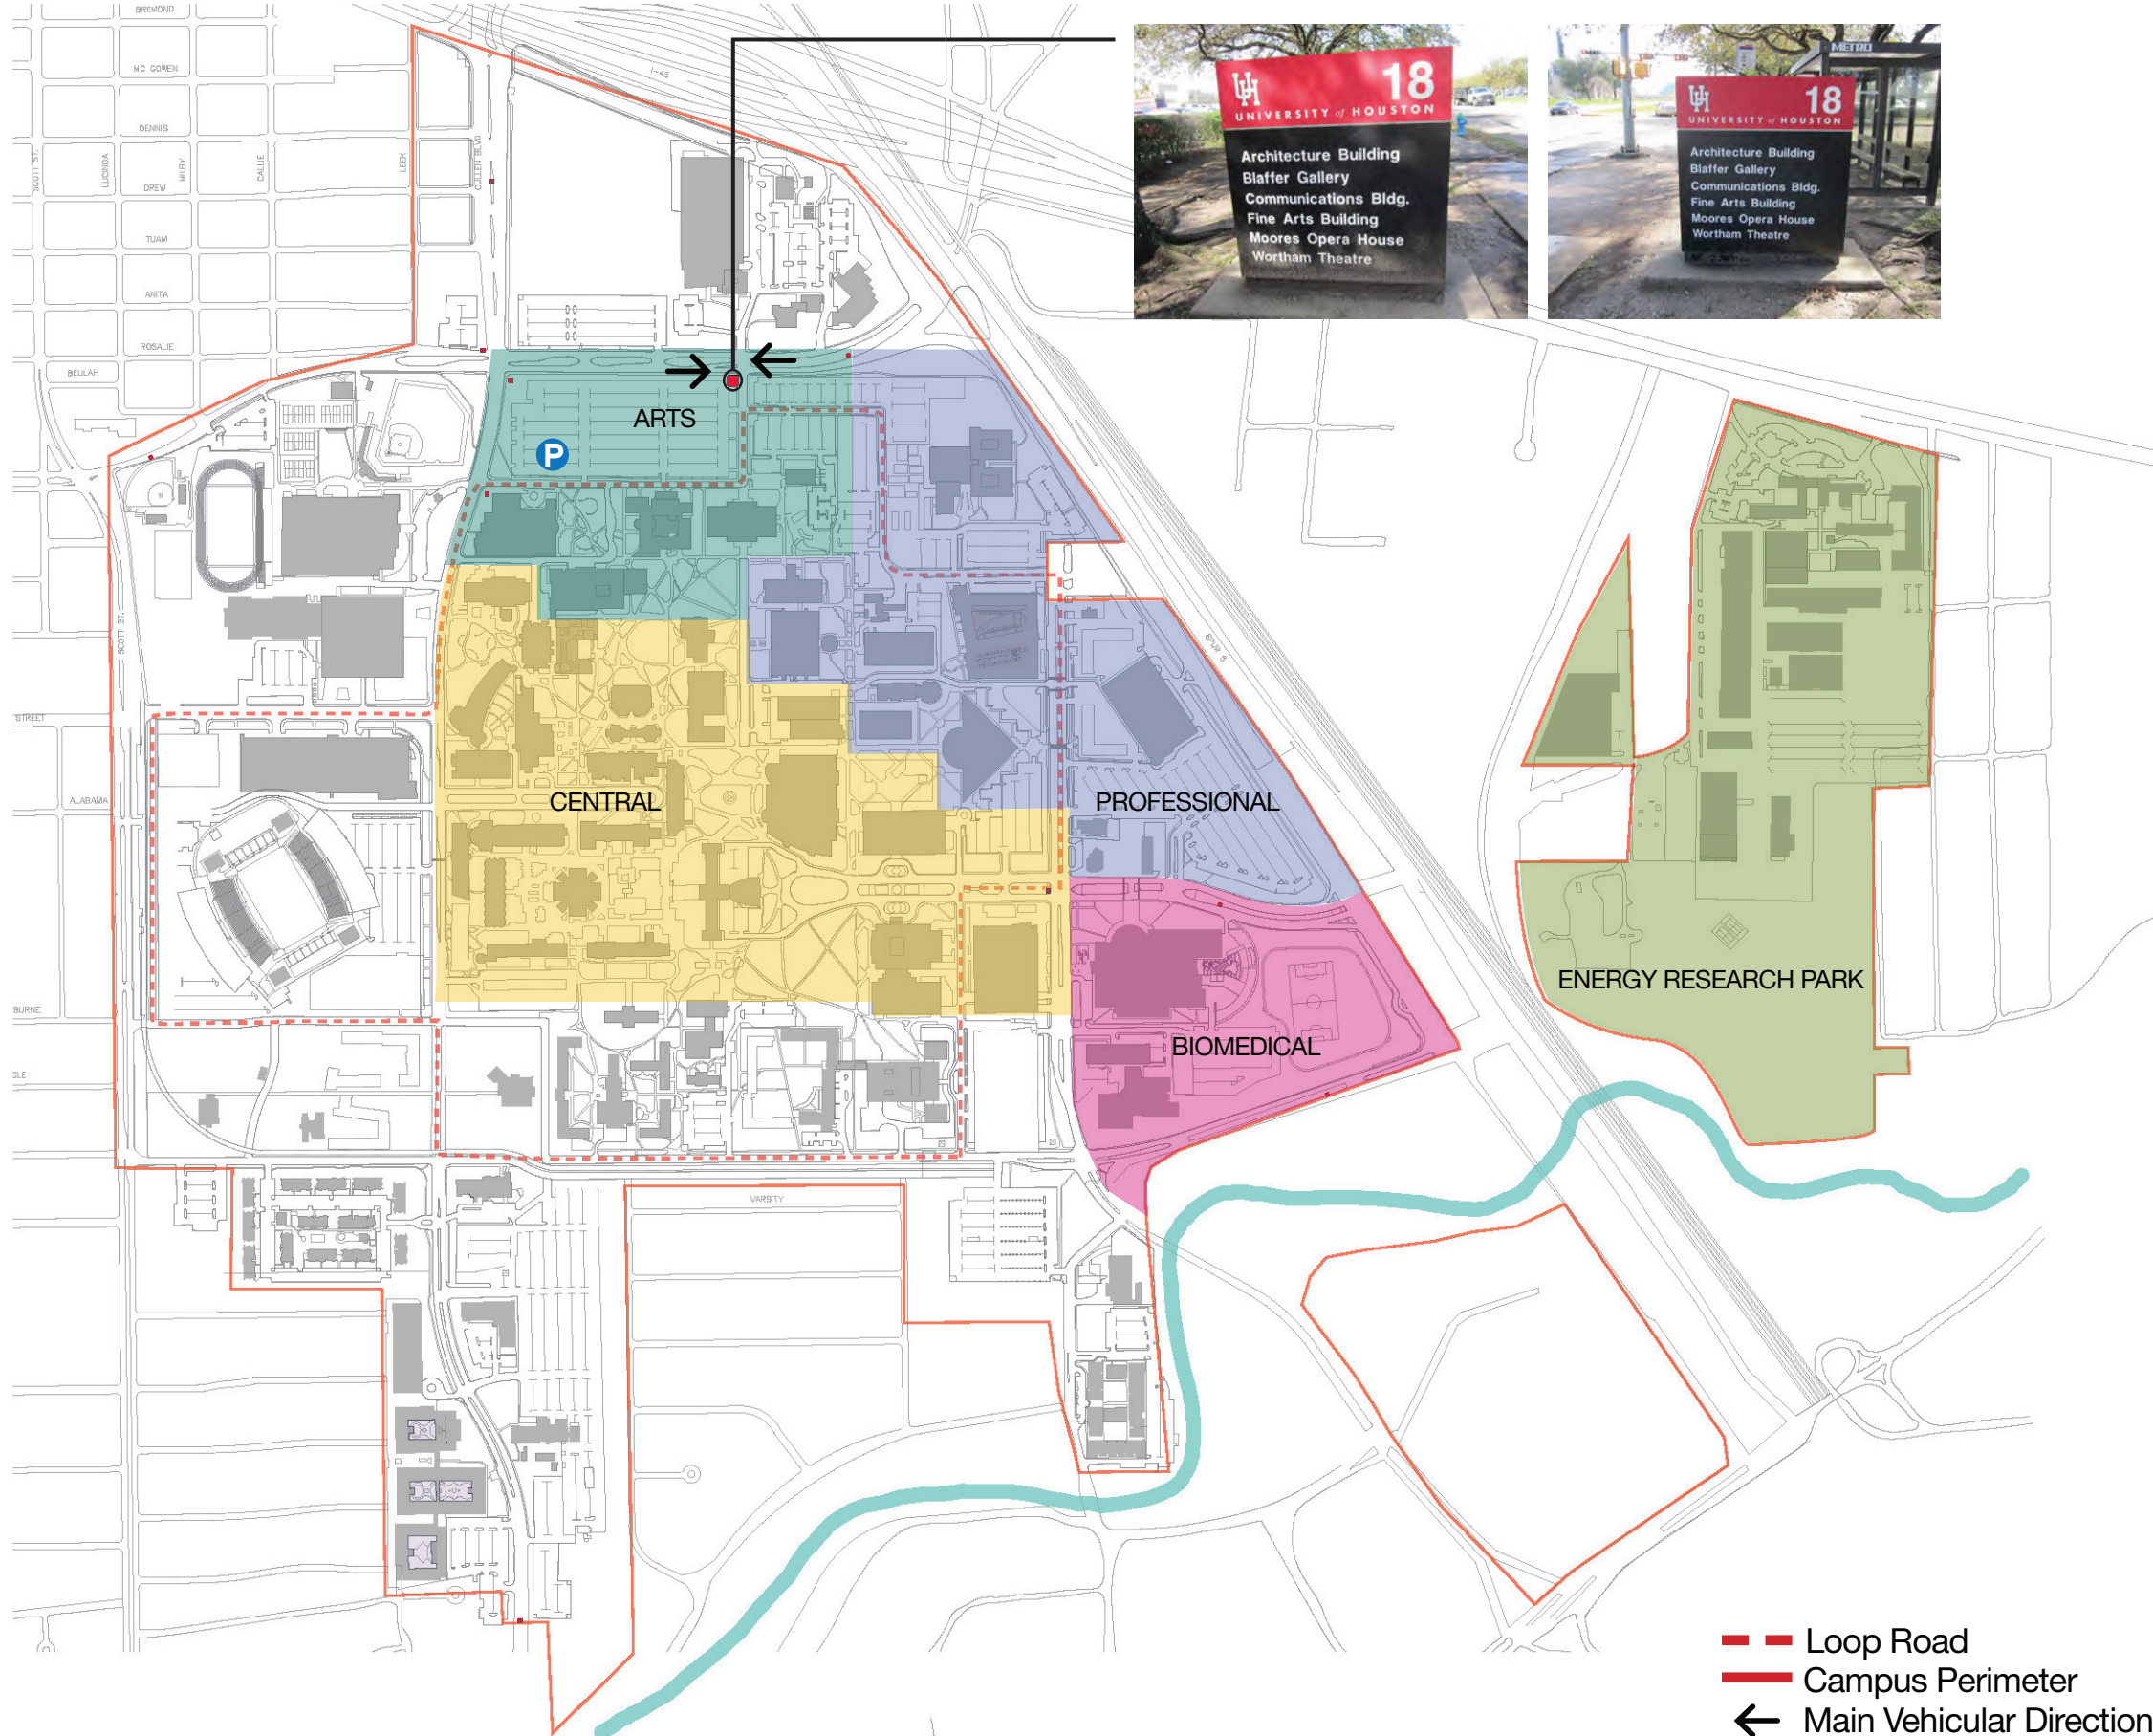 BREMOND
MC GOWEN
DENNIS
DREW
TUAM
ANITA
ROSALIE
BEULAH
SCOTT ST.
LUCINDA
MILBY
CALLIE
LEEK
CULLEN BLVD
I-45
UH 18
UNIVERSITY of HOUSTON
Architecture Building
Blaffer Gallery
Communications Bldg.
Fine Arts Building
Moores Opera House
Wortham Theatre
METRO
UH 18
UNIVERSITY of HOUSTON
Architecture Building
Blaffer Gallery
Communications Bldg.
Fine Arts Building
Moores Opera House
Wortham Theatre
ARTS
P
SCOTT ST.
SPUR 5
STREET
ALABAMA
CENTRAL
PROFESSIONAL
ENERGY RESEARCH PARK
BURNE
BIOMEDICAL
GLE
VARSITY
Loop Road
Campus Perimeter
Main Vehicular Direction